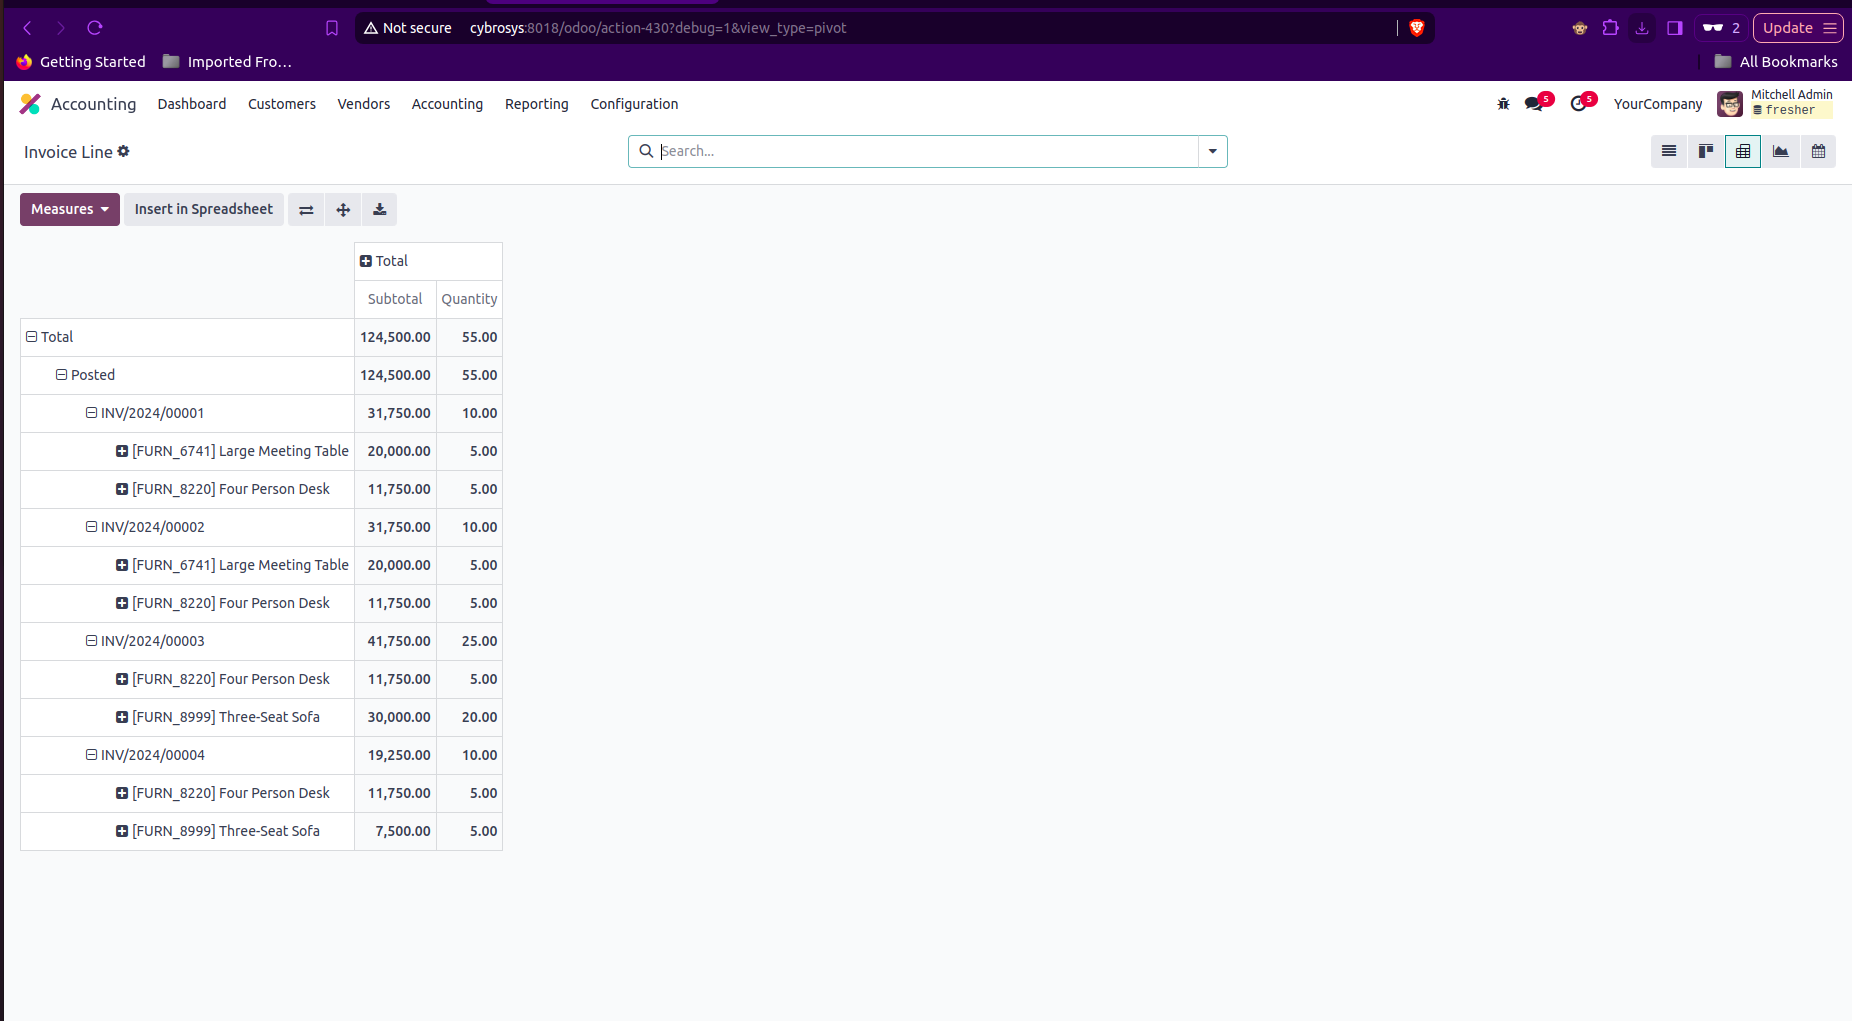 Not secure cybrosys:8018/odoo/action-430?debug=1&view_type=pivot 2 Update
Getting Started Imported Fro... All Bookmarks
Accounting Dashboard Customers Vendors Accounting Reporting Configuration 5 5 YourCompany Mitchell Admin
fresher
Invoice Line Search...
Measures Insert in Spreadsheet
Total
Subtotal Quantity
Total 124,500.00 55.00
Posted 124,500.00 55.00
INV/2024/00001 31,750.00 10.00
[FURN_6741] Large Meeting Table 20,000.00 5.00
[FURN_8220] Four Person Desk 11,750.00 5.00
INV/2024/00002 31,750.00 10.00
[FURN_6741] Large Meeting Table 20,000.00 5.00
[FURN_8220] Four Person Desk 11,750.00 5.00
INV/2024/00003 41,750.00 25.00
[FURN_8220] Four Person Desk 11,750.00 5.00
[FURN_8999] Three-Seat Sofa 30,000.00 20.00
INV/2024/00004 19,250.00 10.00
[FURN_8220] Four Person Desk 11,750.00 5.00
[FURN_8999] Three-Seat Sofa 7,500.00 5.00